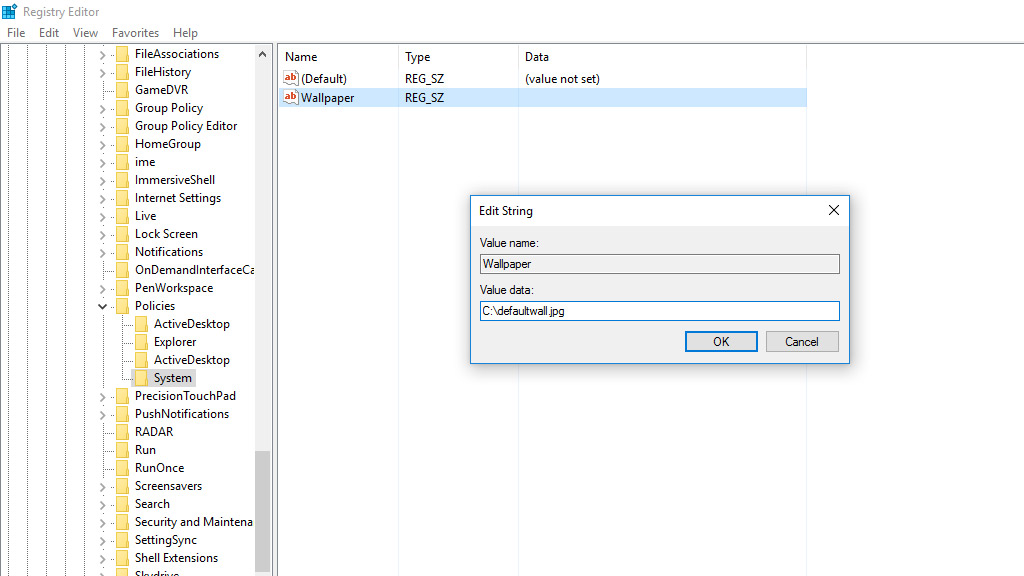 Registry Editor
File Edit View Favorites Help
FileAssociations
FileHistory
GameDVR
Group Policy
Group Policy Editor
HomeGroup
ime
ImmersiveShell
Internet Settings
Live
Lock Screen
Notifications
OnDemandInterfaceCa
PenWorkspace
Policies
ActiveDesktop
Explorer
ActiveDesktop
System
PrecisionTouchPad
PushNotifications
RADAR
Run
RunOnce
Screensavers
Search
Security and Maintena
SettingSync
Shell Extensions
Skydrive
Name Type Data
ab (Default) REG_SZ (value not set)
ab Wallpaper REG_SZ
Edit String
Value name:
Wallpaper
Value data:
C:\defaultwall.jpg
OK Cancel